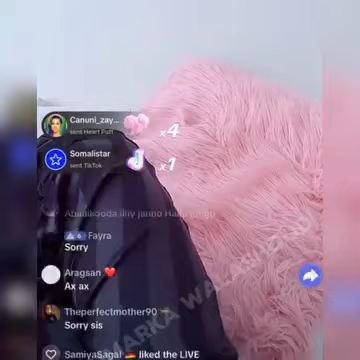 Canuni_zay...
sent Heart Puff
x4
Somalistar
sent TikTok
x1
Fayra
Sorry
Aragsan ❤️
Ax ax
Theperfectmother90
Sorry sis
SamiyaSagal 🇩🇪 liked the LIVE